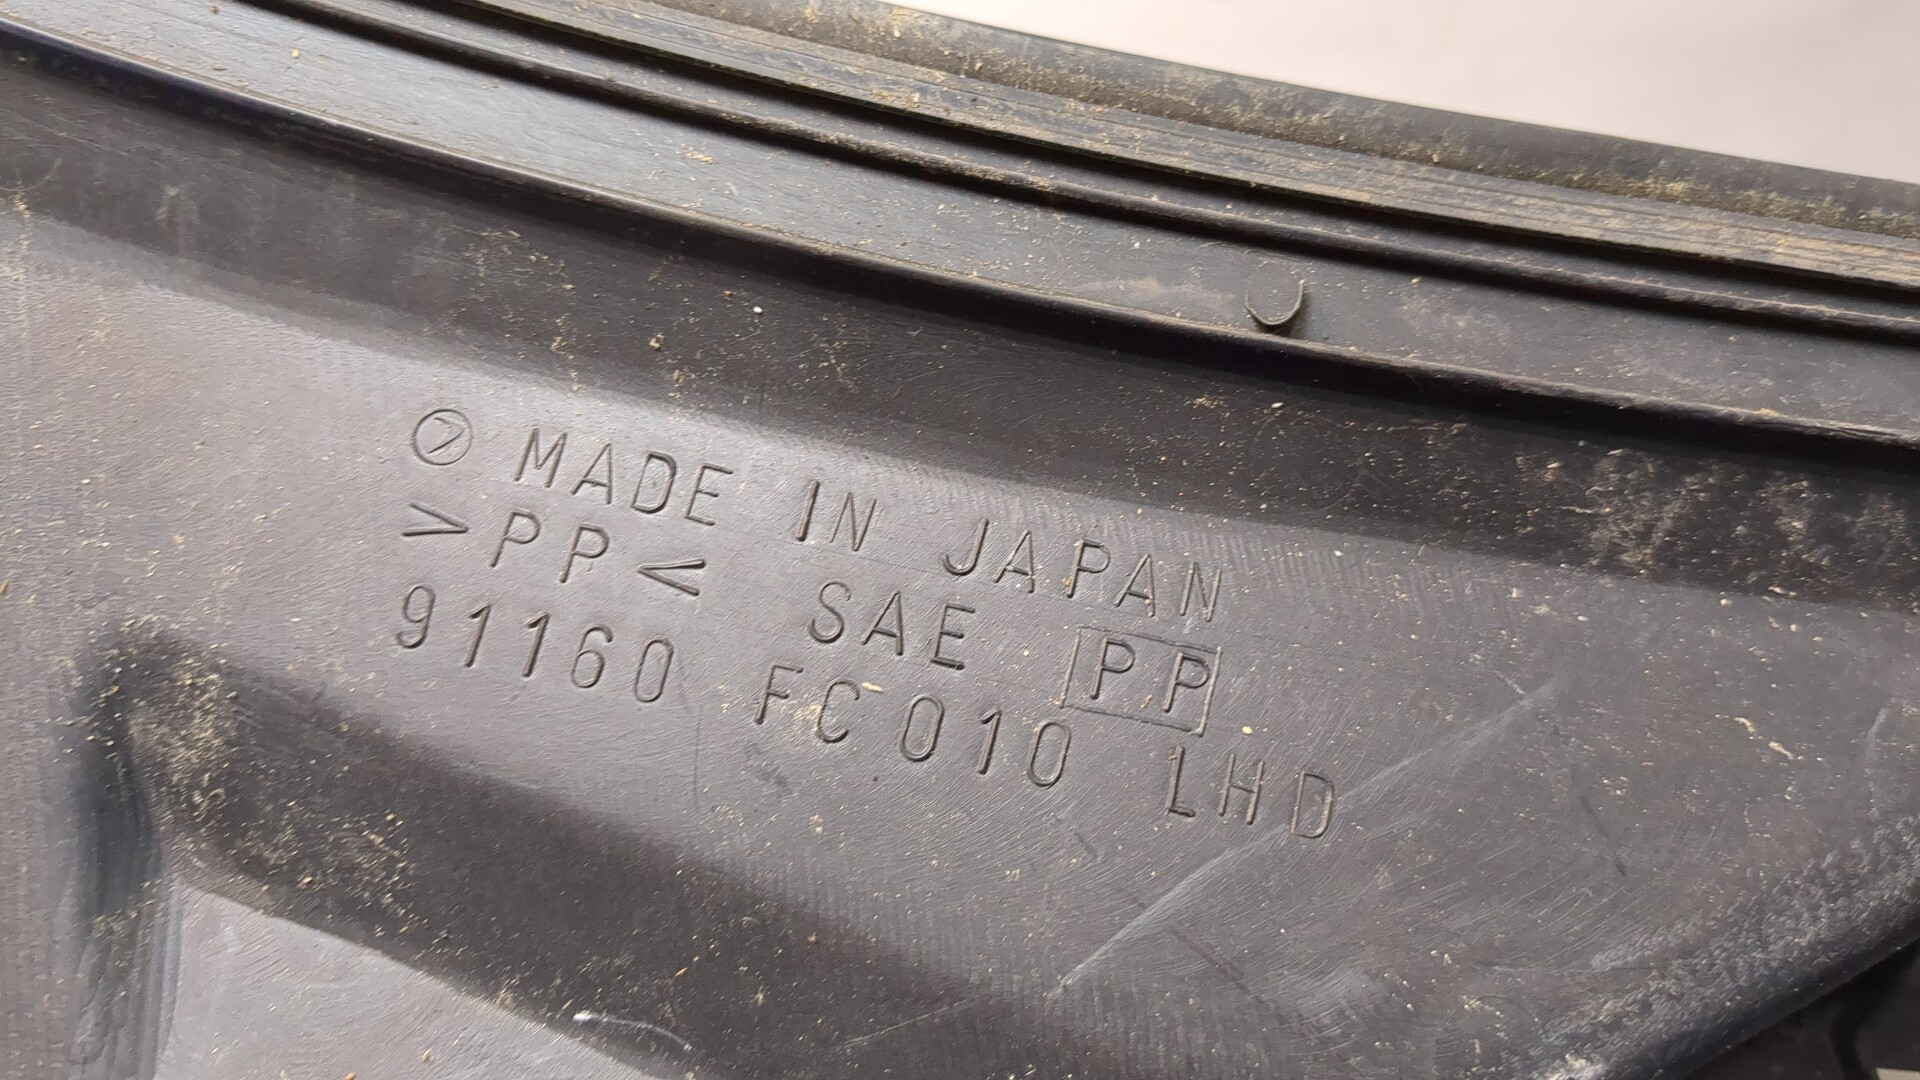 MADE IN JAPAN
>PP< SAE PP
91160 FC010 LHD